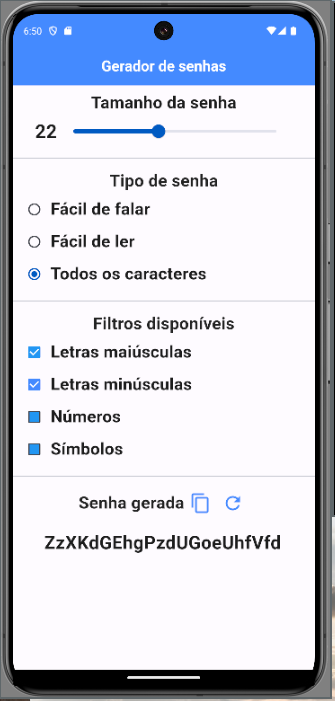 6:50
Gerador de senhas
Tamanho da senha
22
Tipo de senha
Fácil de falar
Fácil de ler
Todos os caracteres
Filtros disponíveis
Letras maiúsculas
Letras minúsculas
Números
Símbolos
Senha gerada
ZzXKdGEhgPzdUGoeUhfVfd